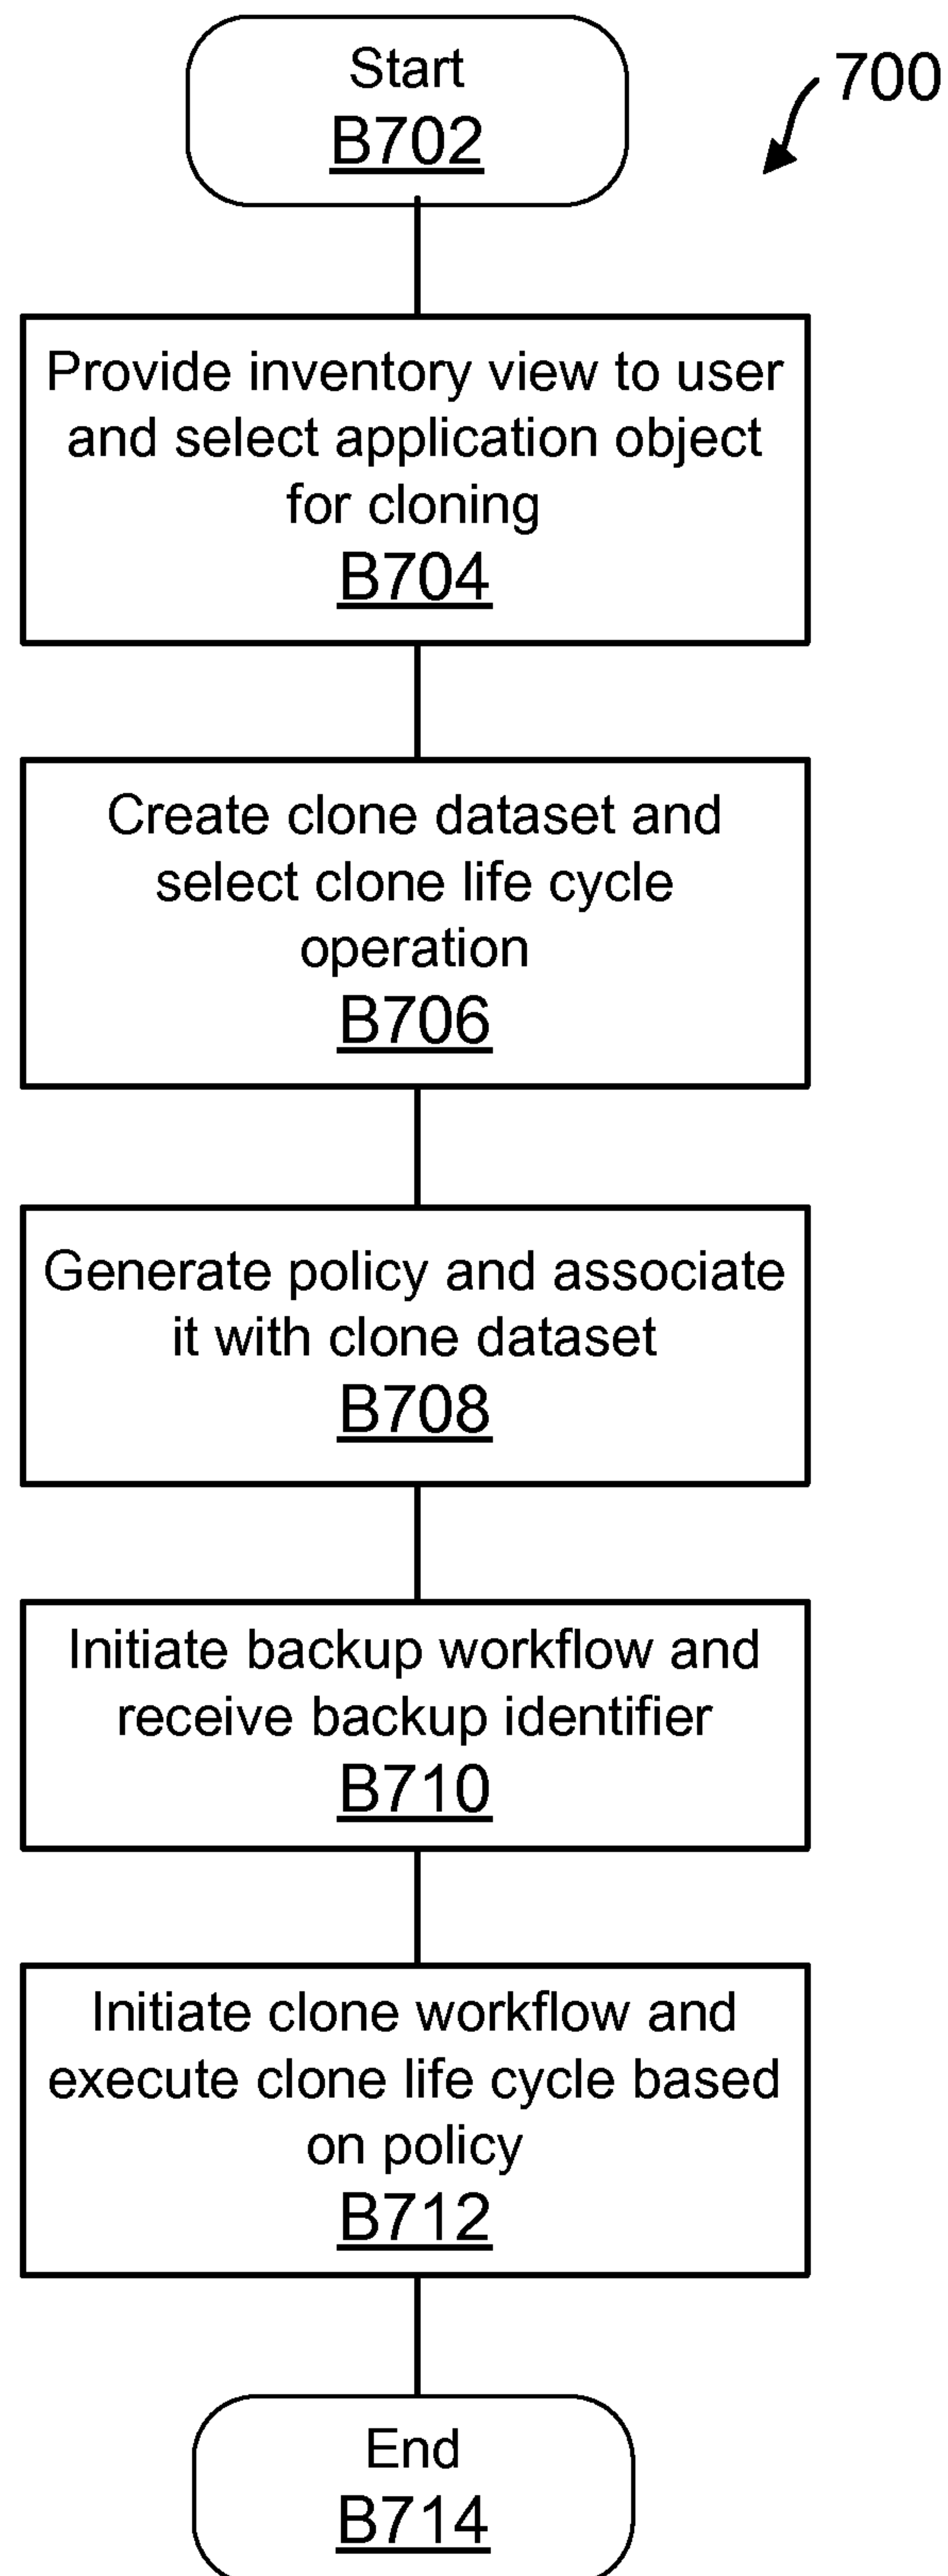 Start
B702
700
Provide inventory view to user
and select application object
for cloning
B704
Create clone dataset and
select clone life cycle
operation
B706
Generate policy and associate
it with clone dataset
B708
Initiate backup workflow and
receive backup identifier
B710
Initiate clone workflow and
execute clone life cycle based
on policy
B712
End
B714